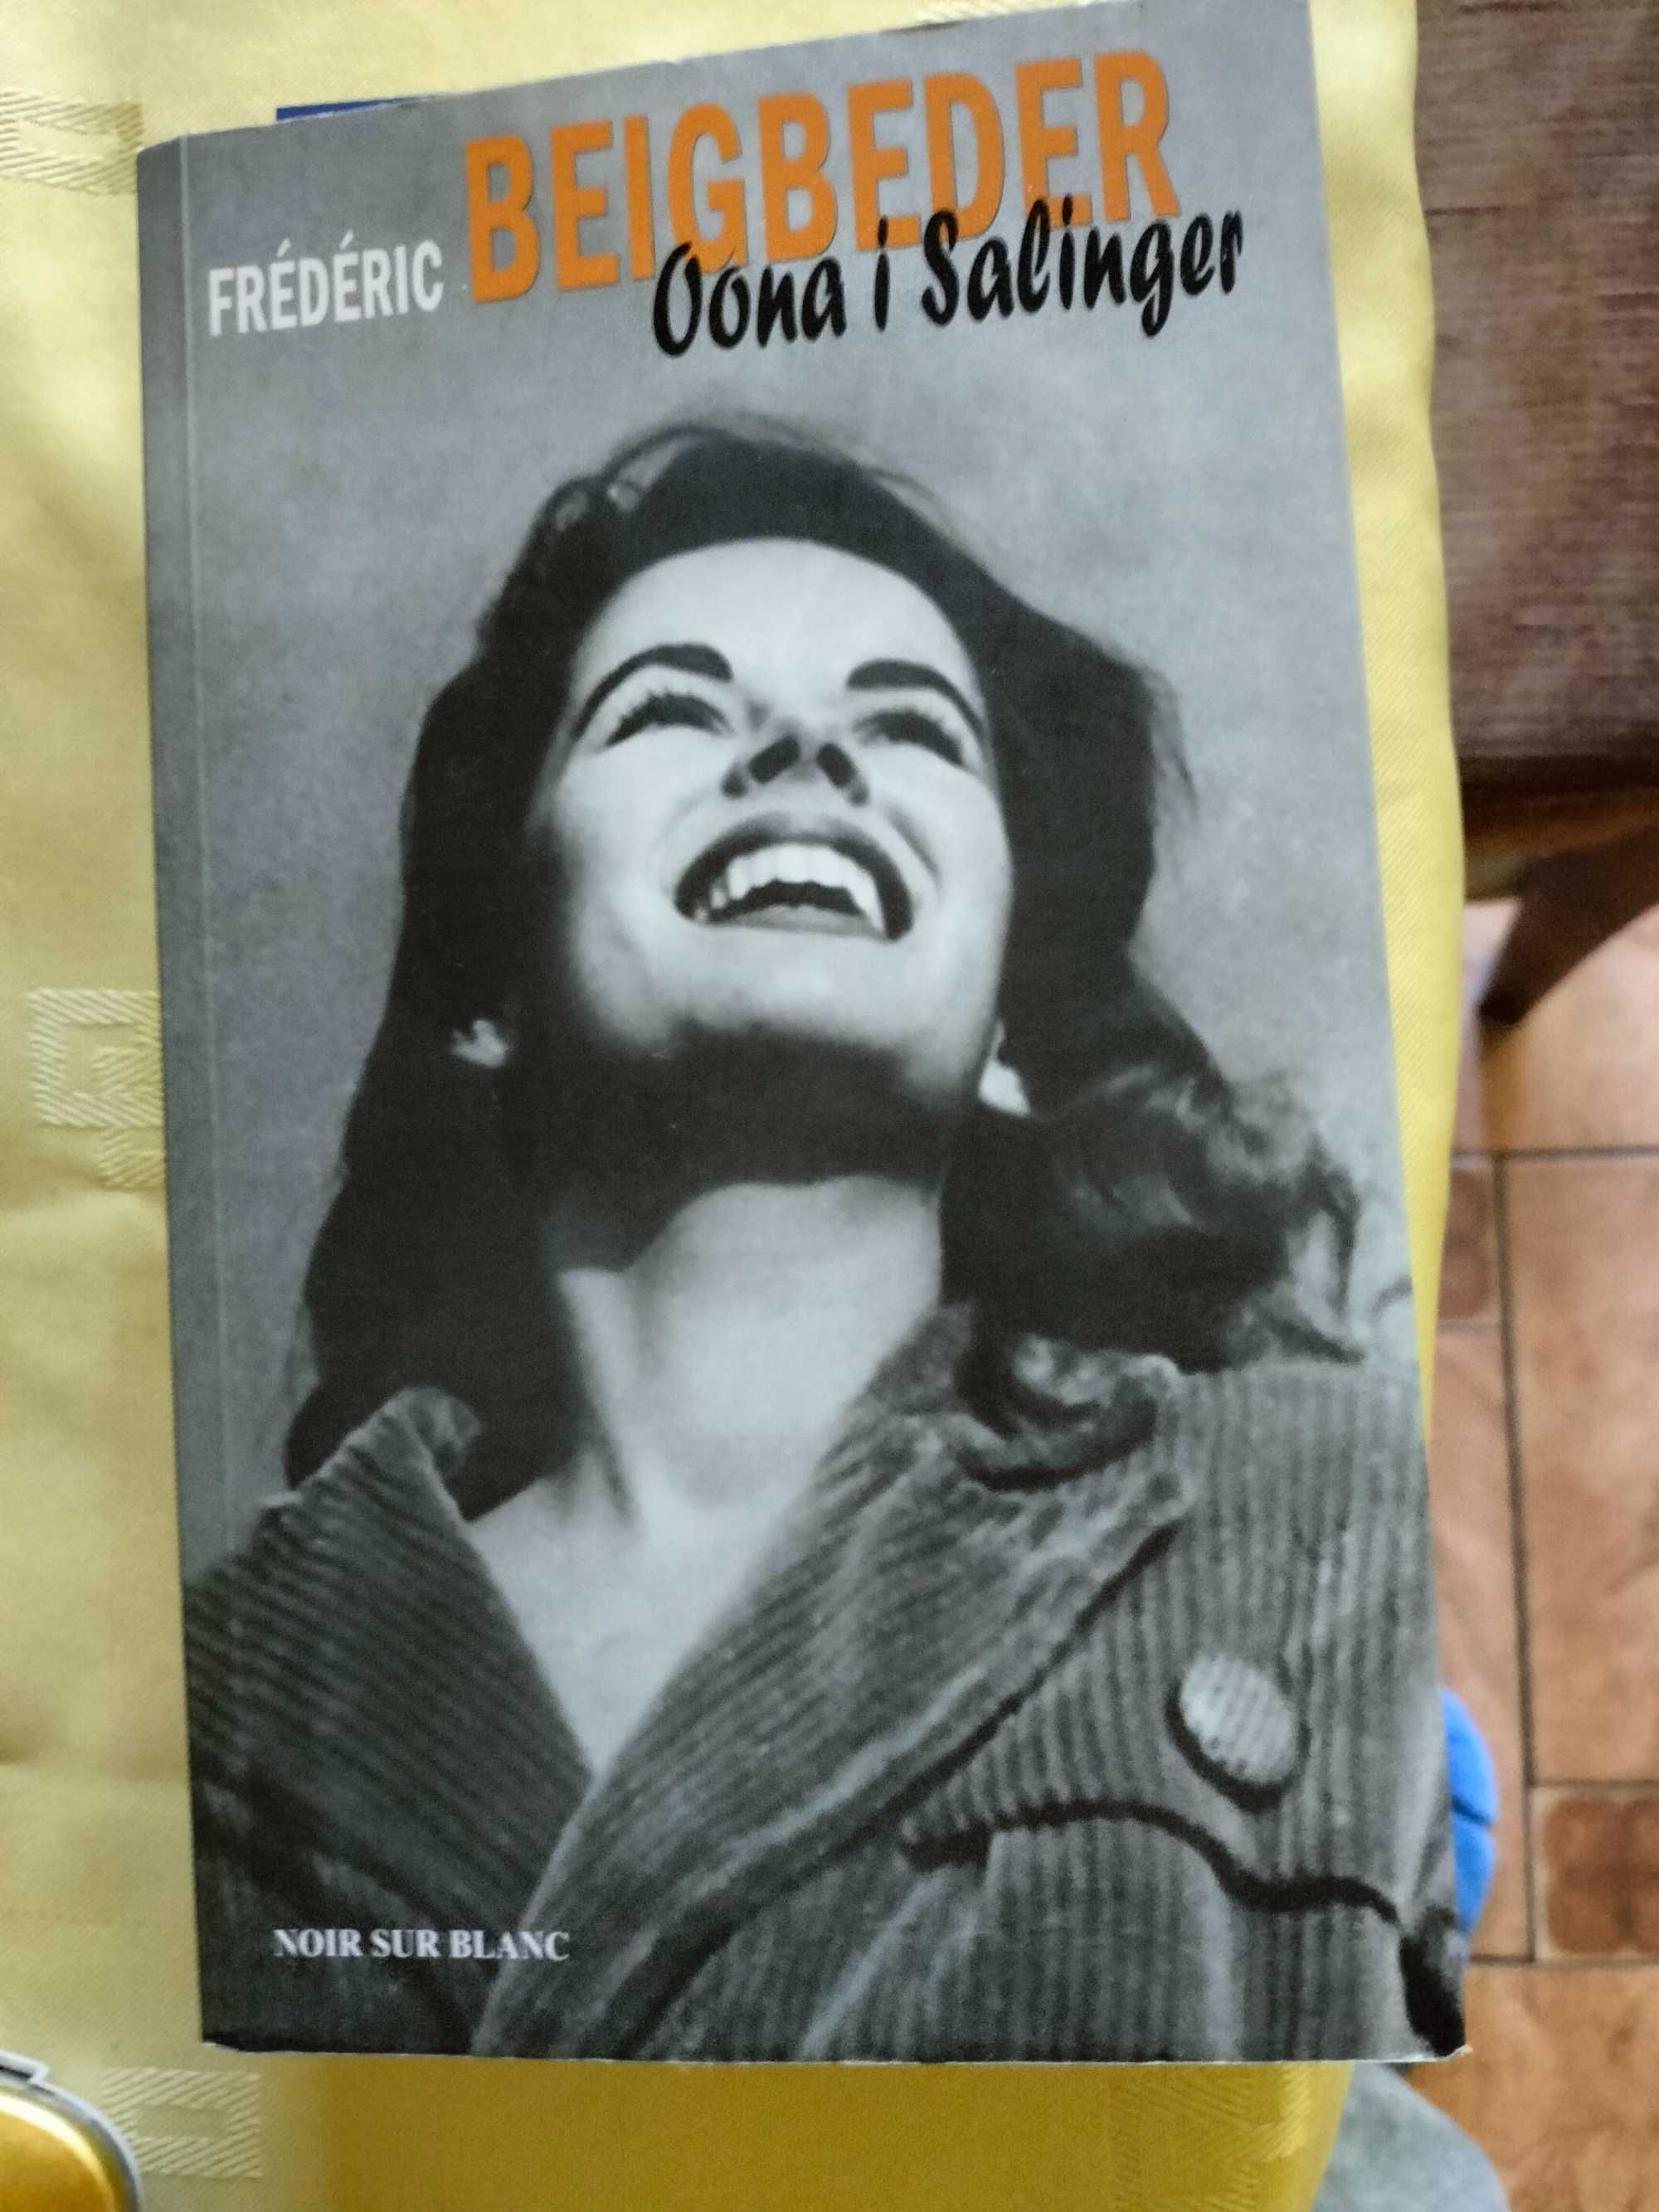 FRÉDÉRIC BEIGBEDER
Oona i Salinger
NOIR SUR BLANC